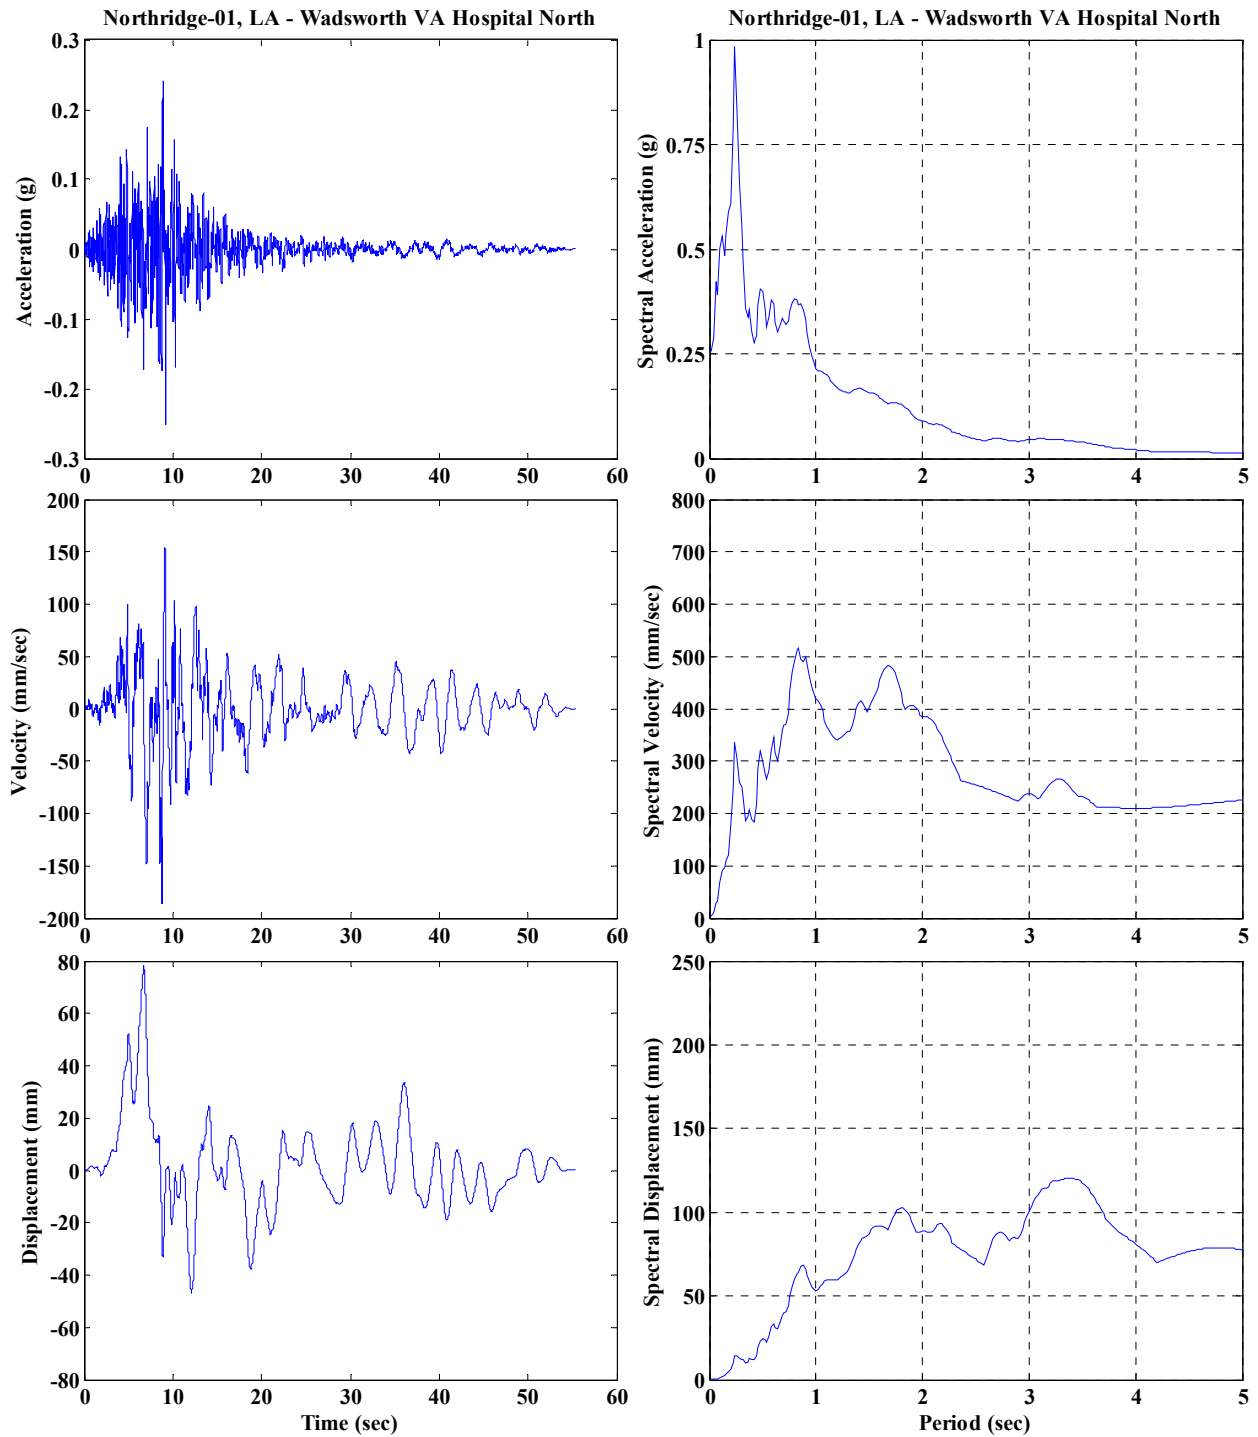 Northridge-01, LA - Wadsworth VA Hospital North
0.3
0.2
0.1
0
-0.1
-0.2
-0.3
Acceleration (g)
0 10 20 30 40 50 60
Northridge-01, LA - Wadsworth VA Hospital North
1
0.75
0.5
0.25
0
Spectral Acceleration (g)
0 1 2 3 4 5
200
150
100
50
0
-50
-100
-150
-200
Velocity (mm/sec)
0 10 20 30 40 50 60
800
700
600
500
400
300
200
100
0
Spectral Velocity (mm/sec)
0 1 2 3 4 5
80
60
40
20
0
-20
-40
-60
-80
Displacement (mm)
0 10 20 30 40 50 60
Time (sec)
250
200
150
100
50
0
Spectral Displacement (mm)
0 1 2 3 4 5
Period (sec)